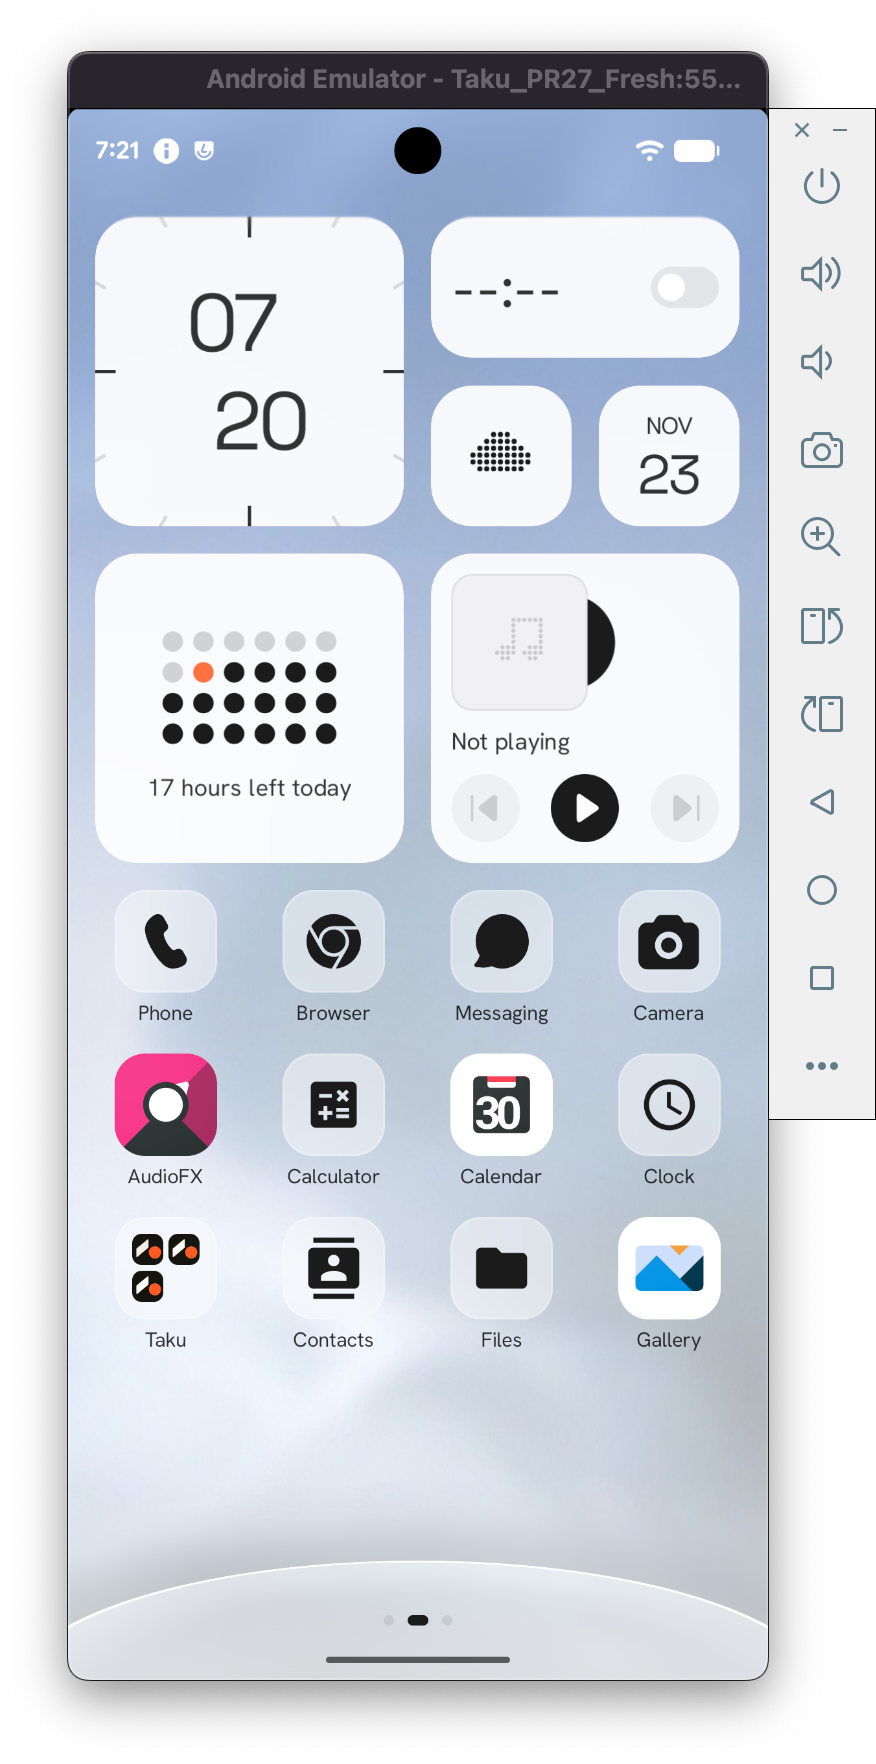 Android Emulator - Taku_PR27_Fresh:55...
7:21
07
20
--:--
NOV
23
17 hours left today
Not playing
Phone
Browser
Messaging
Camera
30
AudioFX
Calculator
Calendar
Clock
Taku
Contacts
Files
Gallery